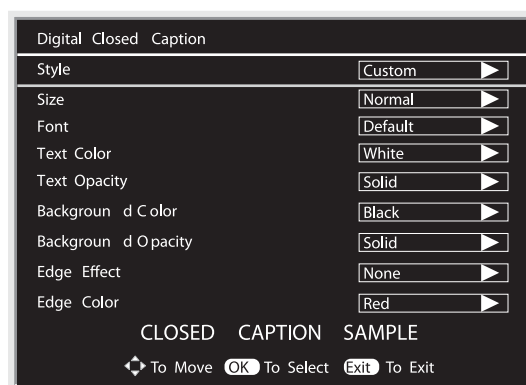 Digital Closed Caption
Style Custom
Size Normal
Font Default
Text Color White
Text Opacity Solid
Backgroun d C olor Black
Backgroun d O pacity Solid
Edge Effect None
Edge Color Red
CLOSED CAPTION SAMPLE
To Move OK To Select Exit To Exit